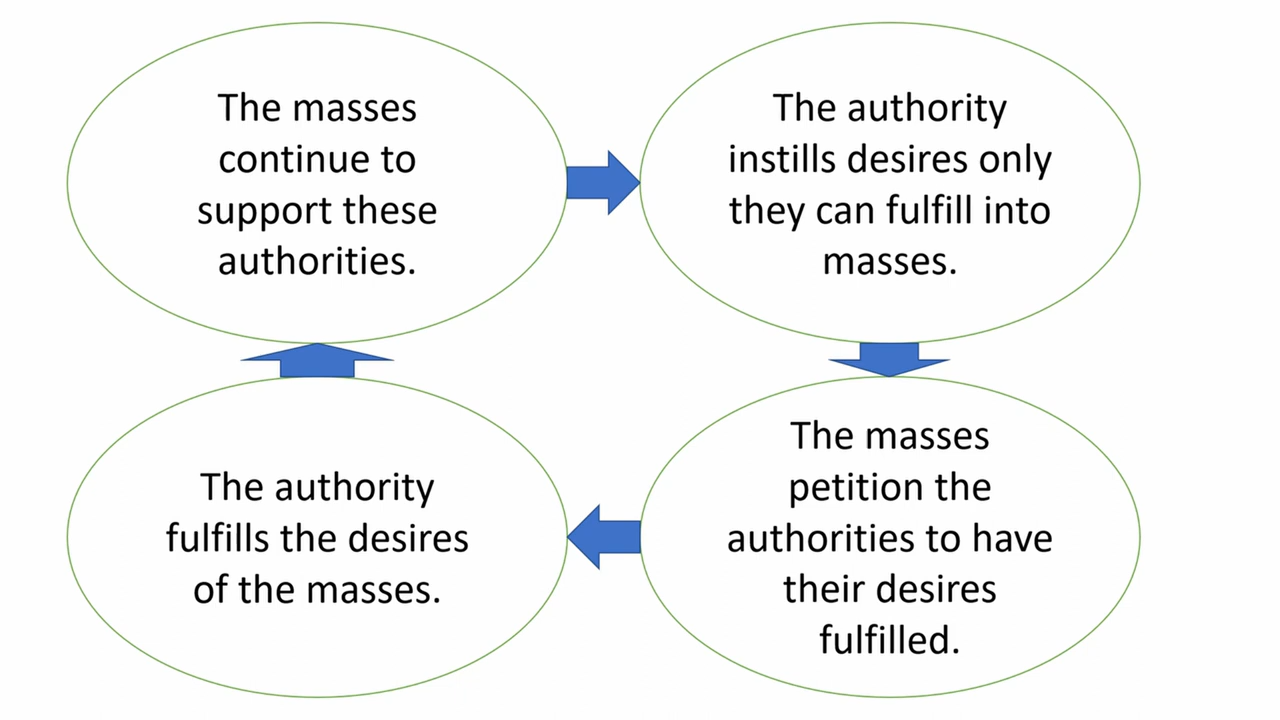 The masses
continue to
support these
authorities.
The authority
instills desires only
they can fulfill into
masses.
The masses
petition the
authorities to have
their desires
fulfilled.
The authority
fulfills the desires
of the masses.